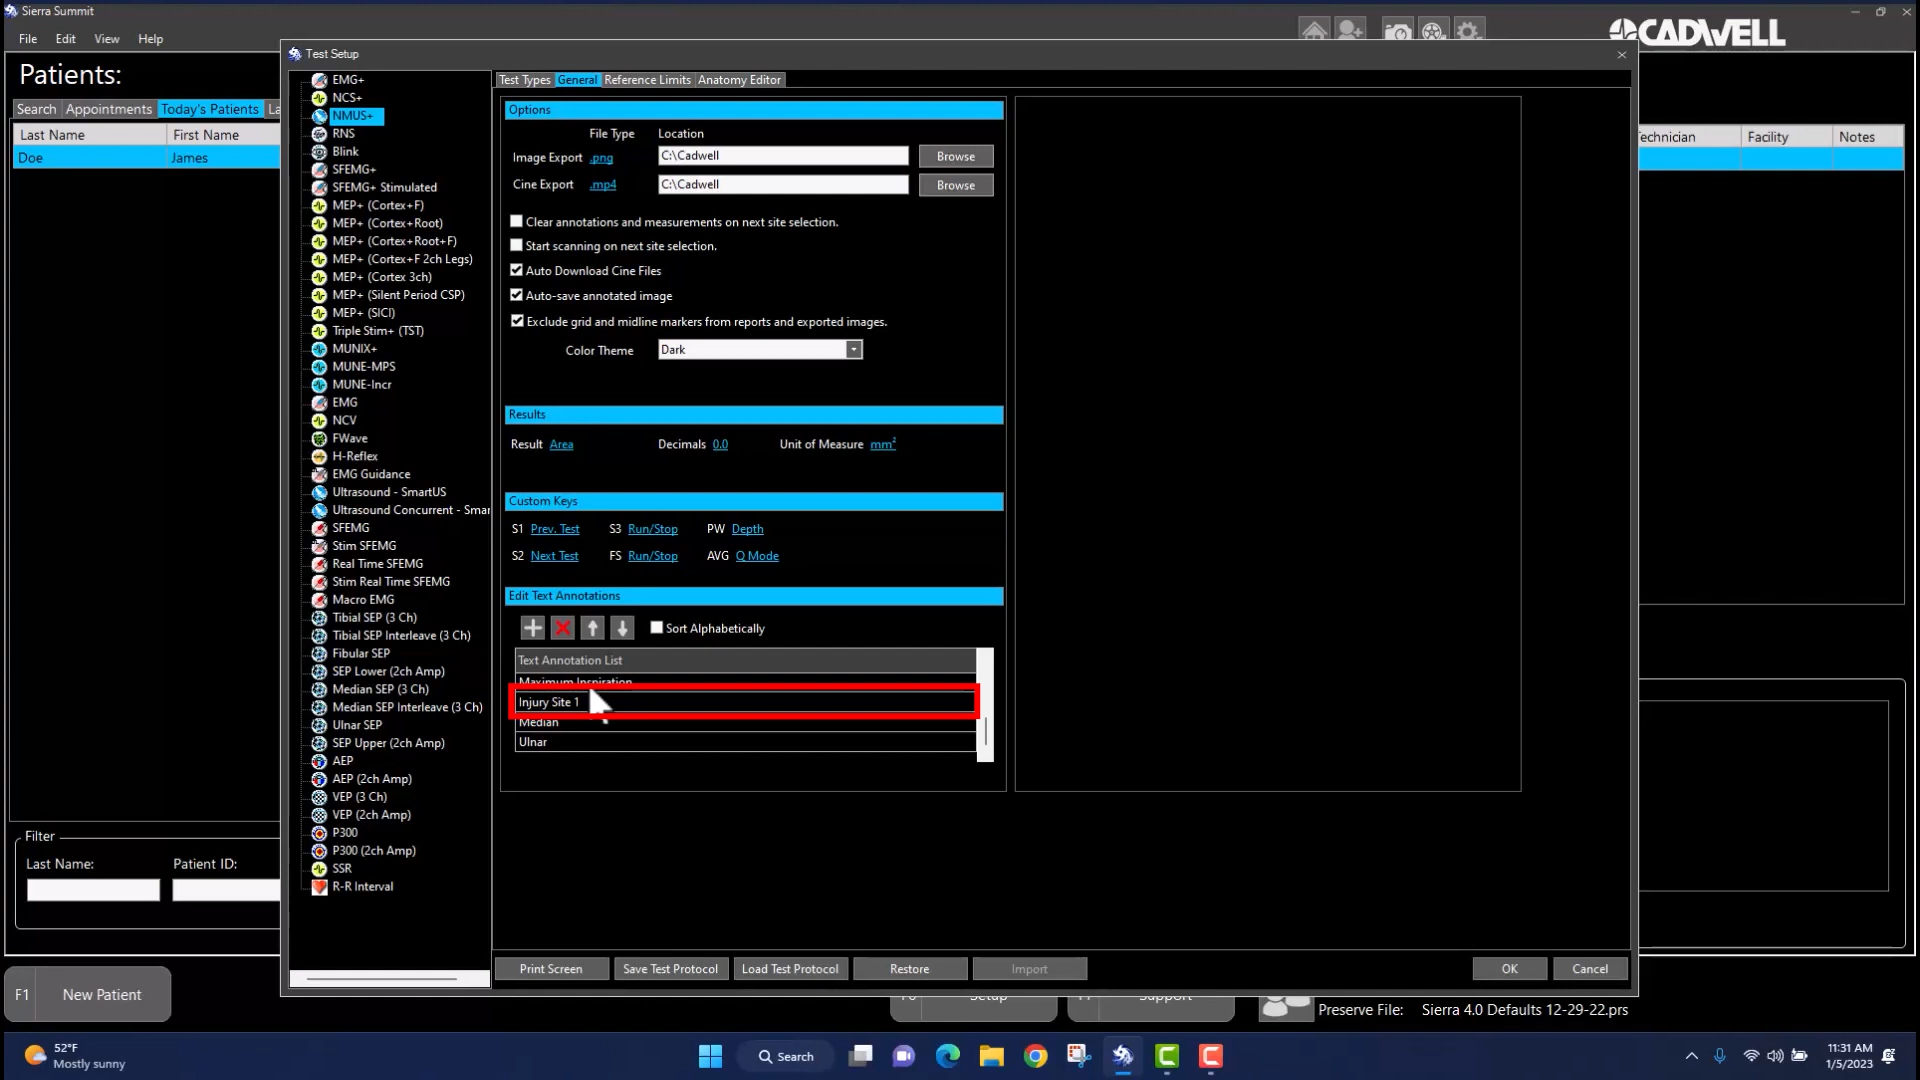 Sierra Summit
File Edit View Help
CADWELL
Patients:
Search Appointments Today's Patients La
Last Name First Name
Doe James
echnician Facility Notes
Filter
Last Name: Patient ID:
F1 New Patient
Test Setup
EMG+
NCS+
NMUS+
RNS
Blink
SFEMG+
SFEMG+ Stimulated
MEP+ (Cortex+F)
MEP+ (Cortex+Root)
MEP+ (Cortex+Root+F)
MEP+ (Cortex+F 2ch Legs)
MEP+ (Cortex 3ch)
MEP+ (Silent Period CSP)
MEP+ (SICI)
Triple Stim+ (TST)
MUNIX+
MUNE-MPS
MUNE-Incr
EMG
NCV
FWave
H-Reflex
EMG Guidance
Ultrasound - SmartUS
Ultrasound Concurrent - Smar
SFEMG
Stim SFEMG
Real Time SFEMG
Stim Real Time SFEMG
Macro EMG
Tibial SEP (3 Ch)
Tibial SEP Interleave (3 Ch)
Fibular SEP
SEP Lower (2ch Amp)
Median SEP (3 Ch)
Median SEP Interleave (3 Ch)
Ulnar SEP
SEP Upper (2ch Amp)
AEP
AEP (2ch Amp)
VEP (3 Ch)
VEP (2ch Amp)
P300
P300 (2ch Amp)
SSR
R-R Interval
Test Types General Reference Limits Anatomy Editor
Options
File Type Location
Image Export .png C:\Cadwell Browse
Cine Export .mp4 C:\Cadwell Browse
Clear annotations and measurements on next site selection.
Start scanning on next site selection.
Auto Download Cine Files
Auto-save annotated image
Exclude grid and midline markers from reports and exported images.
Color Theme Dark
Results
Result Area Decimals 0.0 Unit of Measure mm²
Custom Keys
S1 Prev. Test S3 Run/Stop PW Depth
S2 Next Test FS Run/Stop AVG Q Mode
Edit Text Annotations
Sort Alphabetically
Text Annotation List
Maximum Inspiration
Injury Site 1
Median
Ulnar
Print Screen Save Test Protocol Load Test Protocol Restore Import OK Cancel
Setup Support
Preserve File: Sierra 4.0 Defaults 12-29-22.prs
52°F
Mostly sunny
Search
11:31 AM
1/5/2023